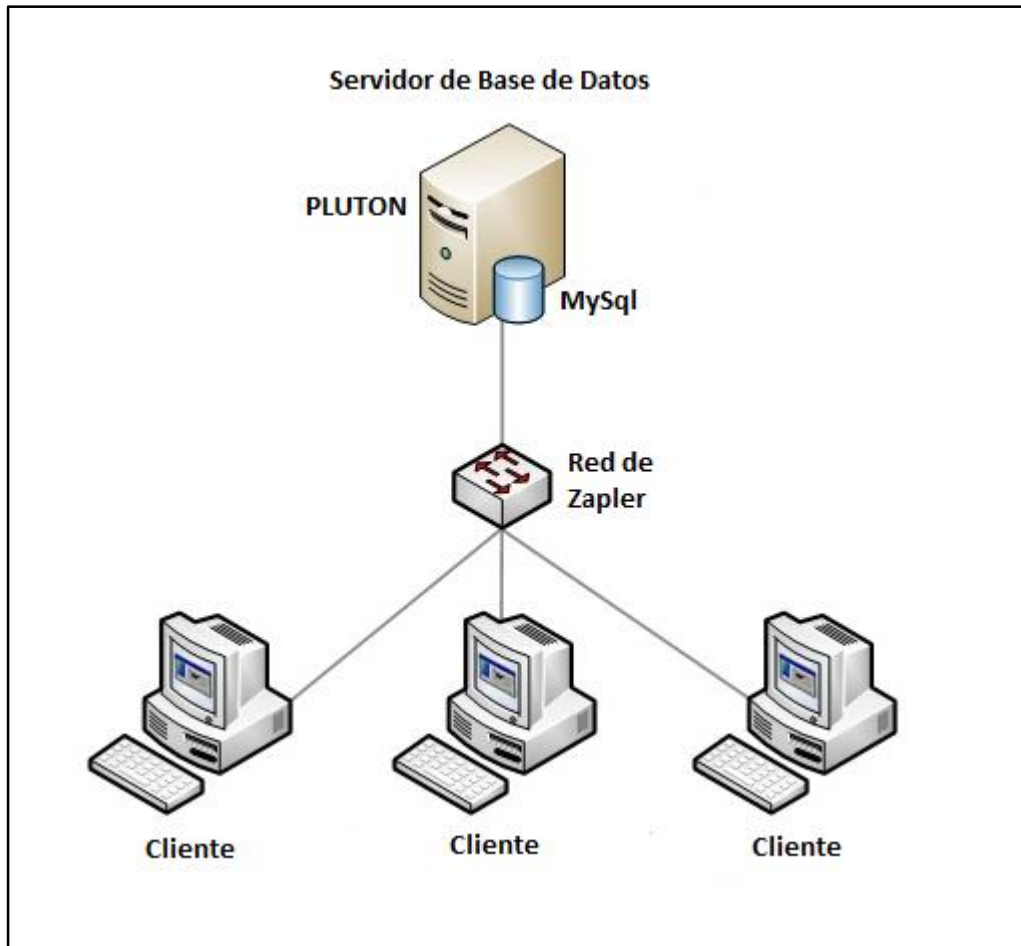 Servidor de Base de Datos
PLUTON
MySql
Red de
Zapler
Cliente
Cliente
Cliente